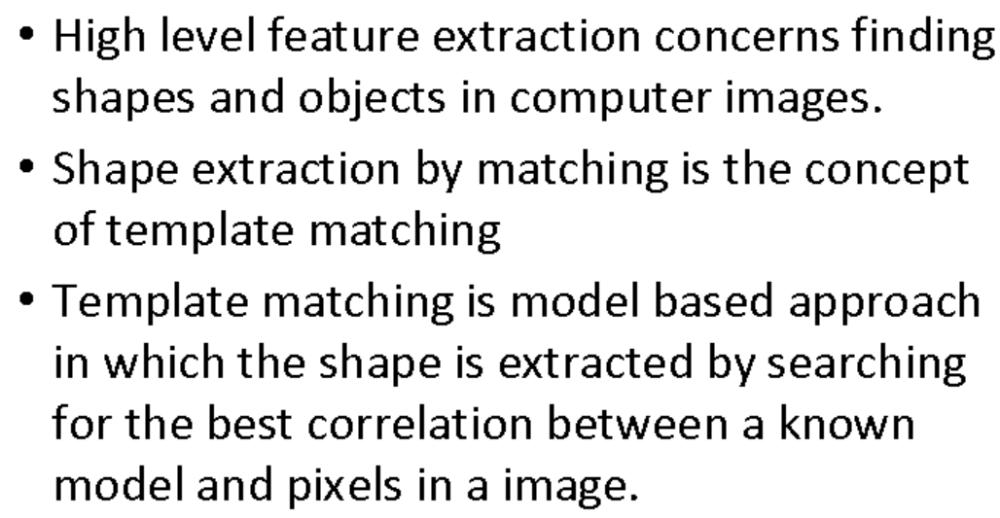 • High level feature extraction concerns finding
shapes and objects in computer images.
• Shape extraction by matching is the concept
of template matching
• Template matching is model based approach
in which the shape is extracted by searching
for the best correlation between a known
model and pixels in a image.